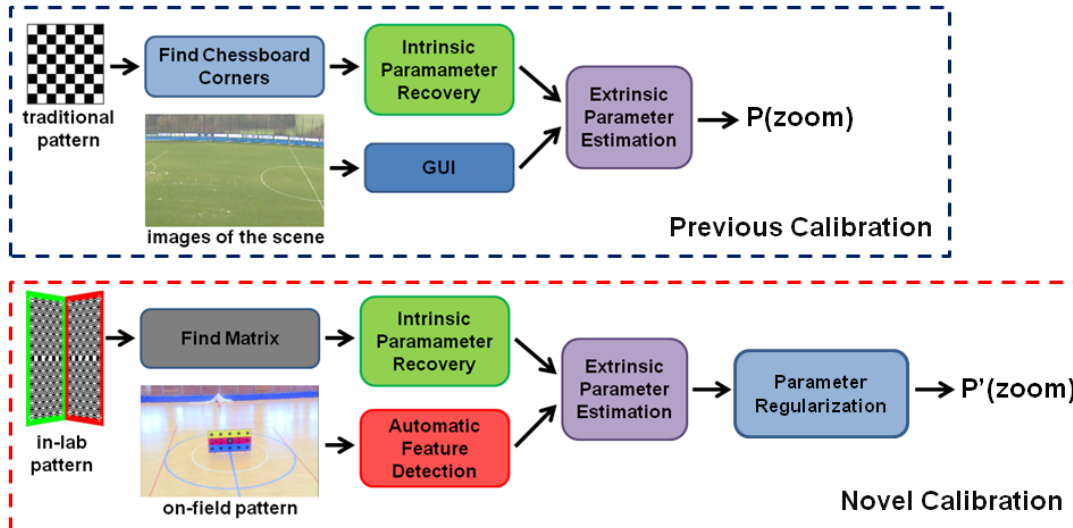 traditional
pattern
Find Chessboard
Corners
Intrinsic
Paramameter
Recovery
images of the scene
GUI
Extrinsic
Parameter
Estimation
P(zoom)
Previous Calibration
in-lab
pattern
Find Matrix
Intrinsic
Paramameter
Recovery
on-field pattern
Automatic
Feature
Detection
Extrinsic
Parameter
Estimation
Parameter
Regularization
P’(zoom)
Novel Calibration